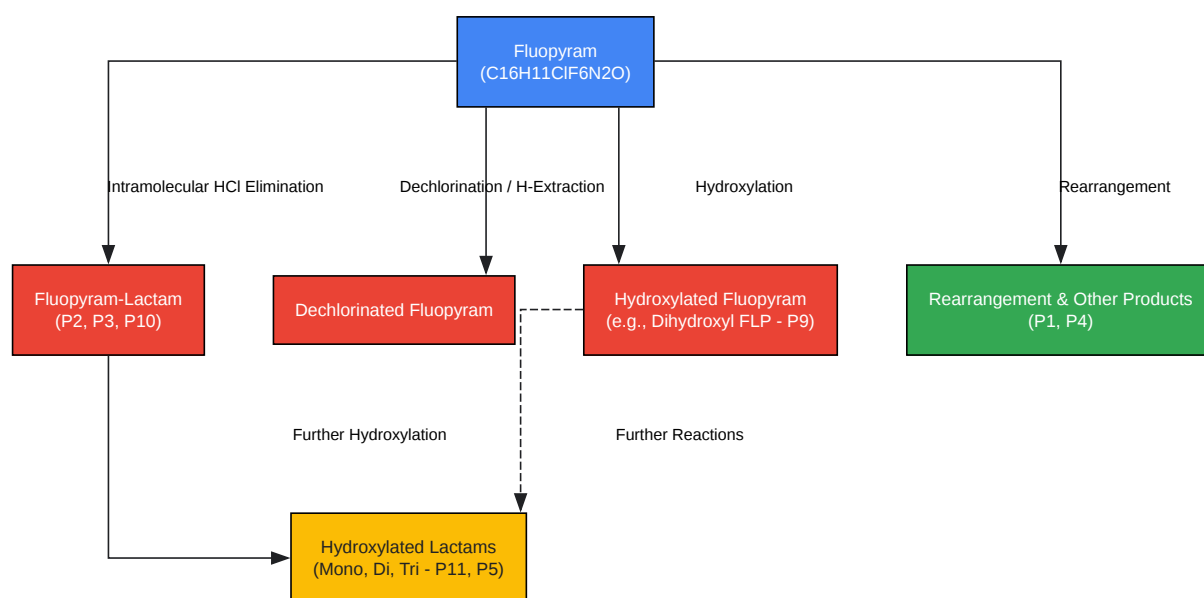 Fluopyram
(C16H11ClF6N2O)
Intramolecular HCl Elimination
Dechlorination / H-Extraction
Hydroxylation
Rearrangement
Fluopyram-Lactam
(P2, P3, P10)
Dechlorinated Fluopyram
Hydroxylated Fluopyram
(e.g., Dihydroxyl FLP - P9)
Rearrangement & Other Products
(P1, P4)
Further Hydroxylation
Further Reactions
Hydroxylated Lactams
(Mono, Di, Tri - P11, P5)